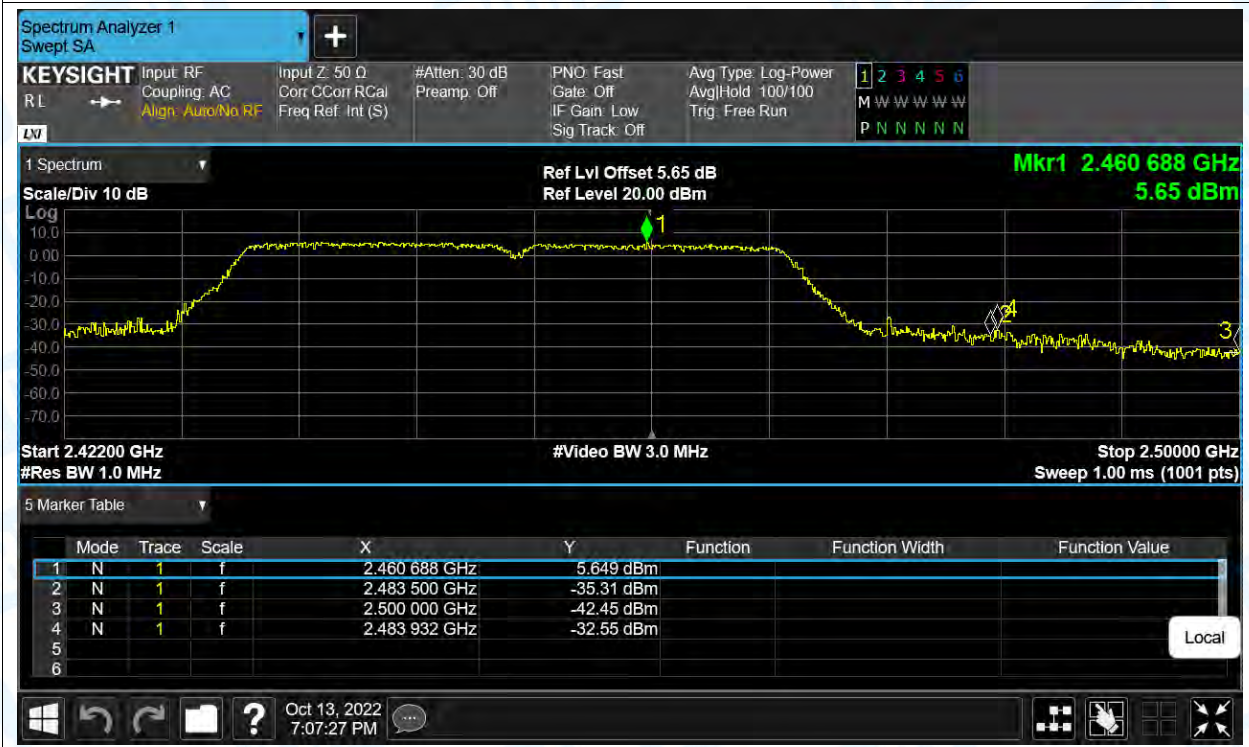 Spectrum Analyzer 1
Swept SA
+
KEYSIGHT
RL
LXI
Input: RF
Coupling: AC
Align: Auto/No RF
Input Z: 50 Ω
Corr CCorr RCal
Freq Ref: Int (S)
#Atten: 30 dB
Preamp: Off
PNO: Fast
Gate: Off
IF Gain: Low
Sig Track: Off
Avg Type: Log-Power
Avg|Hold: 100/100
Trig: Free Run
1 2 3 4 5 6
M W W W W W
P N N N N N
1 Spectrum
Scale/Div 10 dB
Ref Lvl Offset 5.65 dB
Ref Level 20.00 dBm
Mkr1 2.460 688 GHz
5.65 dBm
Log
10.0
0.00
-10.0
-20.0
-30.0
-40.0
-50.0
-60.0
-70.0
1
2
4
3
Start 2.42200 GHz
#Res BW 1.0 MHz
#Video BW 3.0 MHz
Stop 2.50000 GHz
Sweep 1.00 ms (1001 pts)
5 Marker Table
Mode Trace Scale X Y Function Function Width Function Value
1 N 1 f 2.460 688 GHz 5.649 dBm
2 N 1 f 2.483 500 GHz -35.31 dBm
3 N 1 f 2.500 000 GHz -42.45 dBm
4 N 1 f 2.483 932 GHz -32.55 dBm
5
6
Local
?
Oct 13, 2022
7:07:27 PM